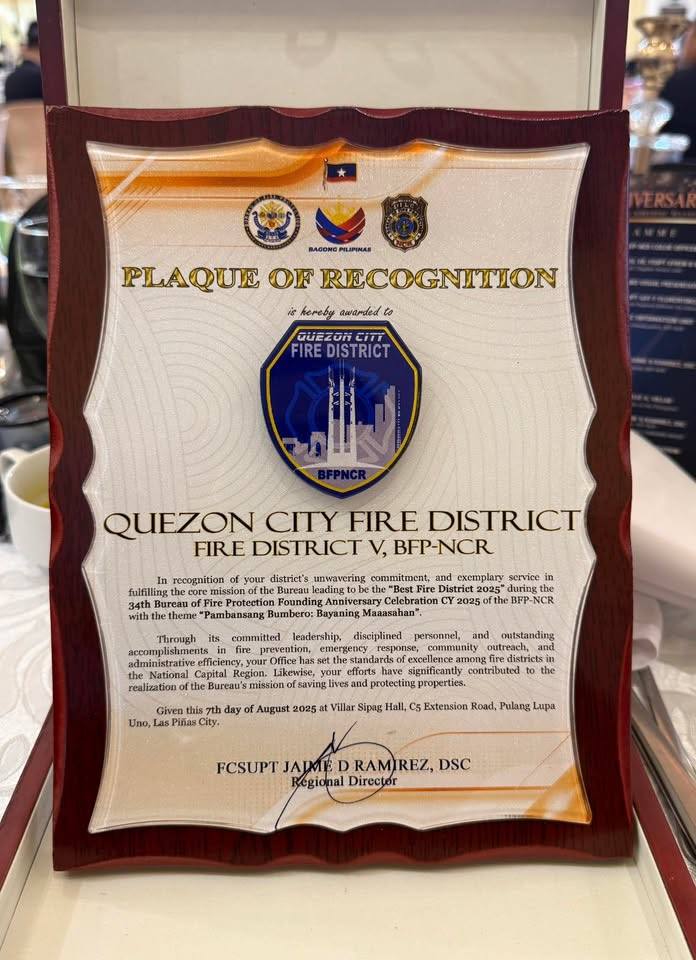 BAGONG PILIPINAS
PLAQUE OF RECOGNITION
is hereby awarded to
QUEZON CITY
FIRE DISTRICT
BFPNCR
QUEZON CITY FIRE DISTRICT
FIRE DISTRICT V, BFP-NCR
In recognition of your district's unwavering commitment, and exemplary service in
fulfilling the core mission of the Bureau leading to be the "Best Fire District 2025" during the
34th Bureau of Fire Protection Founding Anniversary Celebration CY 2025 of the BFP-NCR
with the theme "Pambansang Bumbero: Bayaning Maaasahan".
Through its committed leadership, disciplined personnel, and outstanding
accomplishments in fire prevention, emergency response, community outreach, and
administrative efficiency, your Office has set the standards of excellence among fire districts in
the National Capital Region. Likewise, your efforts have significantly contributed to the
realization of the Bureau's mission of saving lives and protecting properties.
Given this 7th day of August 2025 at Villar Sipag Hall, C5 Extension Road, Pulang Lupa
Uno, Las Piñas City.
FCSUPT JAIME D RAMIREZ, DSC
Regional Director